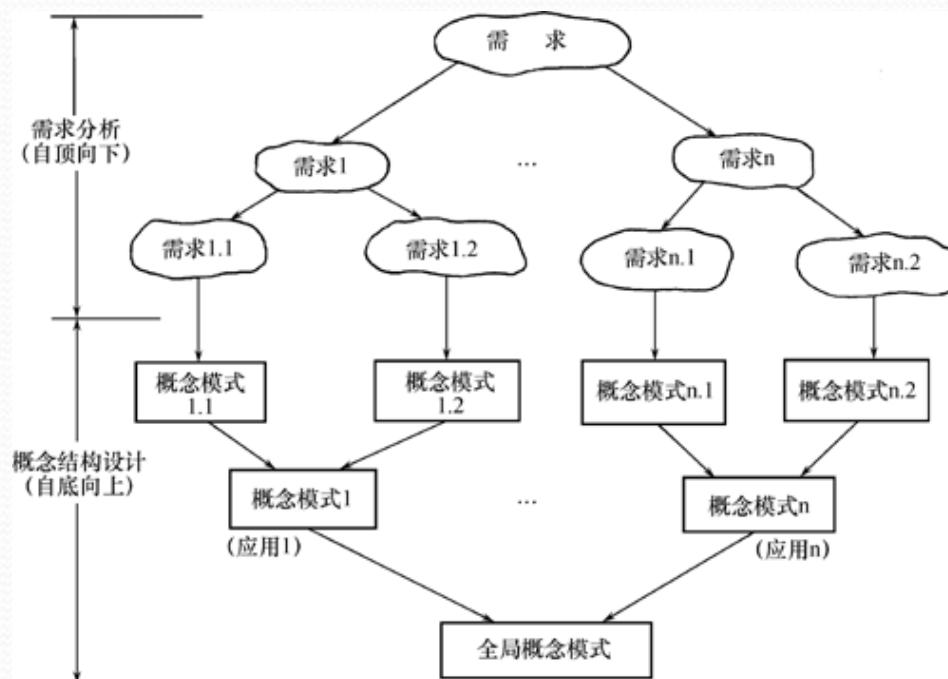 需 求
需求分析
(自顶向下)
需求1
…
需求n
需求1.1
需求1.2
需求n.1
需求n.2
概念模式
1.1
概念模式
1.2
概念模式n.1
概念模式n.2
概念结构设计
(自底向上)
概念模式1
…
概念模式n
(应用1)
(应用n)
全局概念模式